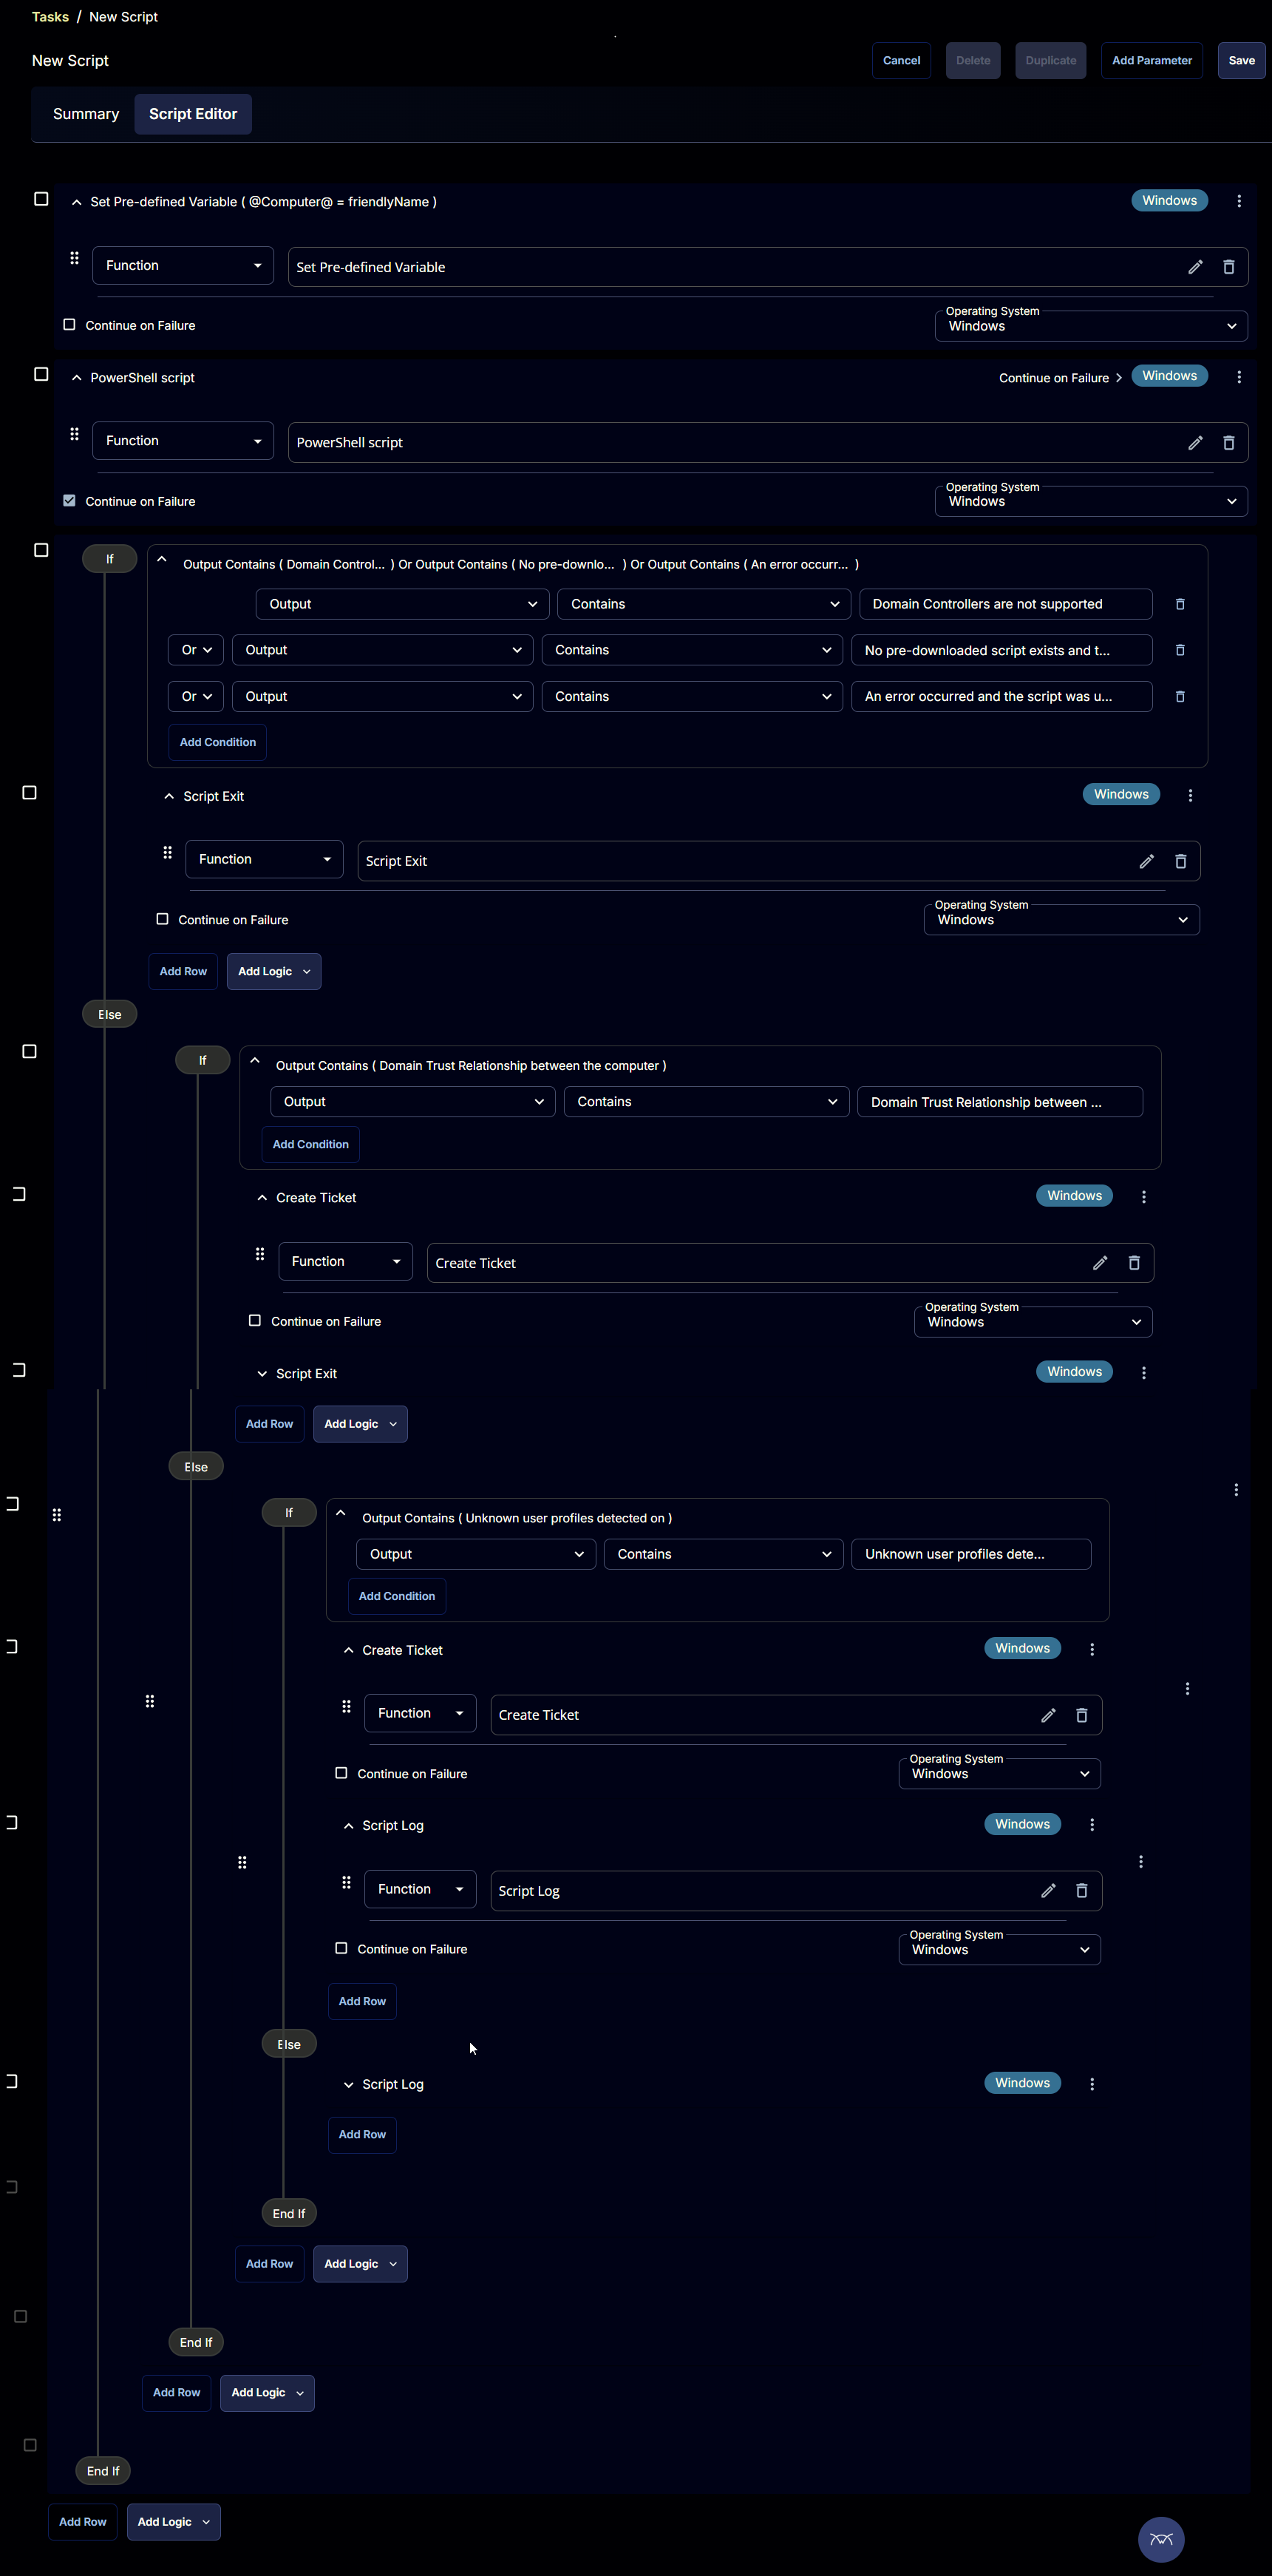 Tasks / New Script
New Script
Cancel
Delete
Duplicate
Add Parameter
Save
Summary
Script Editor
Set Pre-defined Variable ( @Computer@ = friendlyName )
Windows
Function
Set Pre-defined Variable
Continue on Failure
Operating System
Windows
PowerShell script
Continue on Failure
Windows
Function
PowerShell script
Continue on Failure
Operating System
Windows
If
Output Contains ( Domain Control... ) Or Output Contains ( No pre-downlo... ) Or Output Contains ( An error occurr... )
Output
Contains
Domain Controllers are not supported
Or
Output
Contains
No pre-downloaded script exists and t...
Or
Output
Contains
An error occurred and the script was u...
Add Condition
Script Exit
Windows
Function
Script Exit
Continue on Failure
Operating System
Windows
Add Row
Add Logic
Else
If
Output Contains ( Domain Trust Relationship between the computer )
Output
Contains
Domain Trust Relationship between ...
Add Condition
Create Ticket
Windows
Function
Create Ticket
Continue on Failure
Operating System
Windows
Script Exit
Windows
Add Row
Add Logic
Else
If
Output Contains ( Unknown user profiles detected on )
Output
Contains
Unknown user profiles dete...
Add Condition
Create Ticket
Windows
Function
Create Ticket
Continue on Failure
Operating System
Windows
Script Log
Windows
Function
Script Log
Continue on Failure
Operating System
Windows
Add Row
Else
Script Log
Windows
Add Row
End If
Add Row
Add Logic
End If
Add Row
Add Logic
End If
Add Row
Add Logic